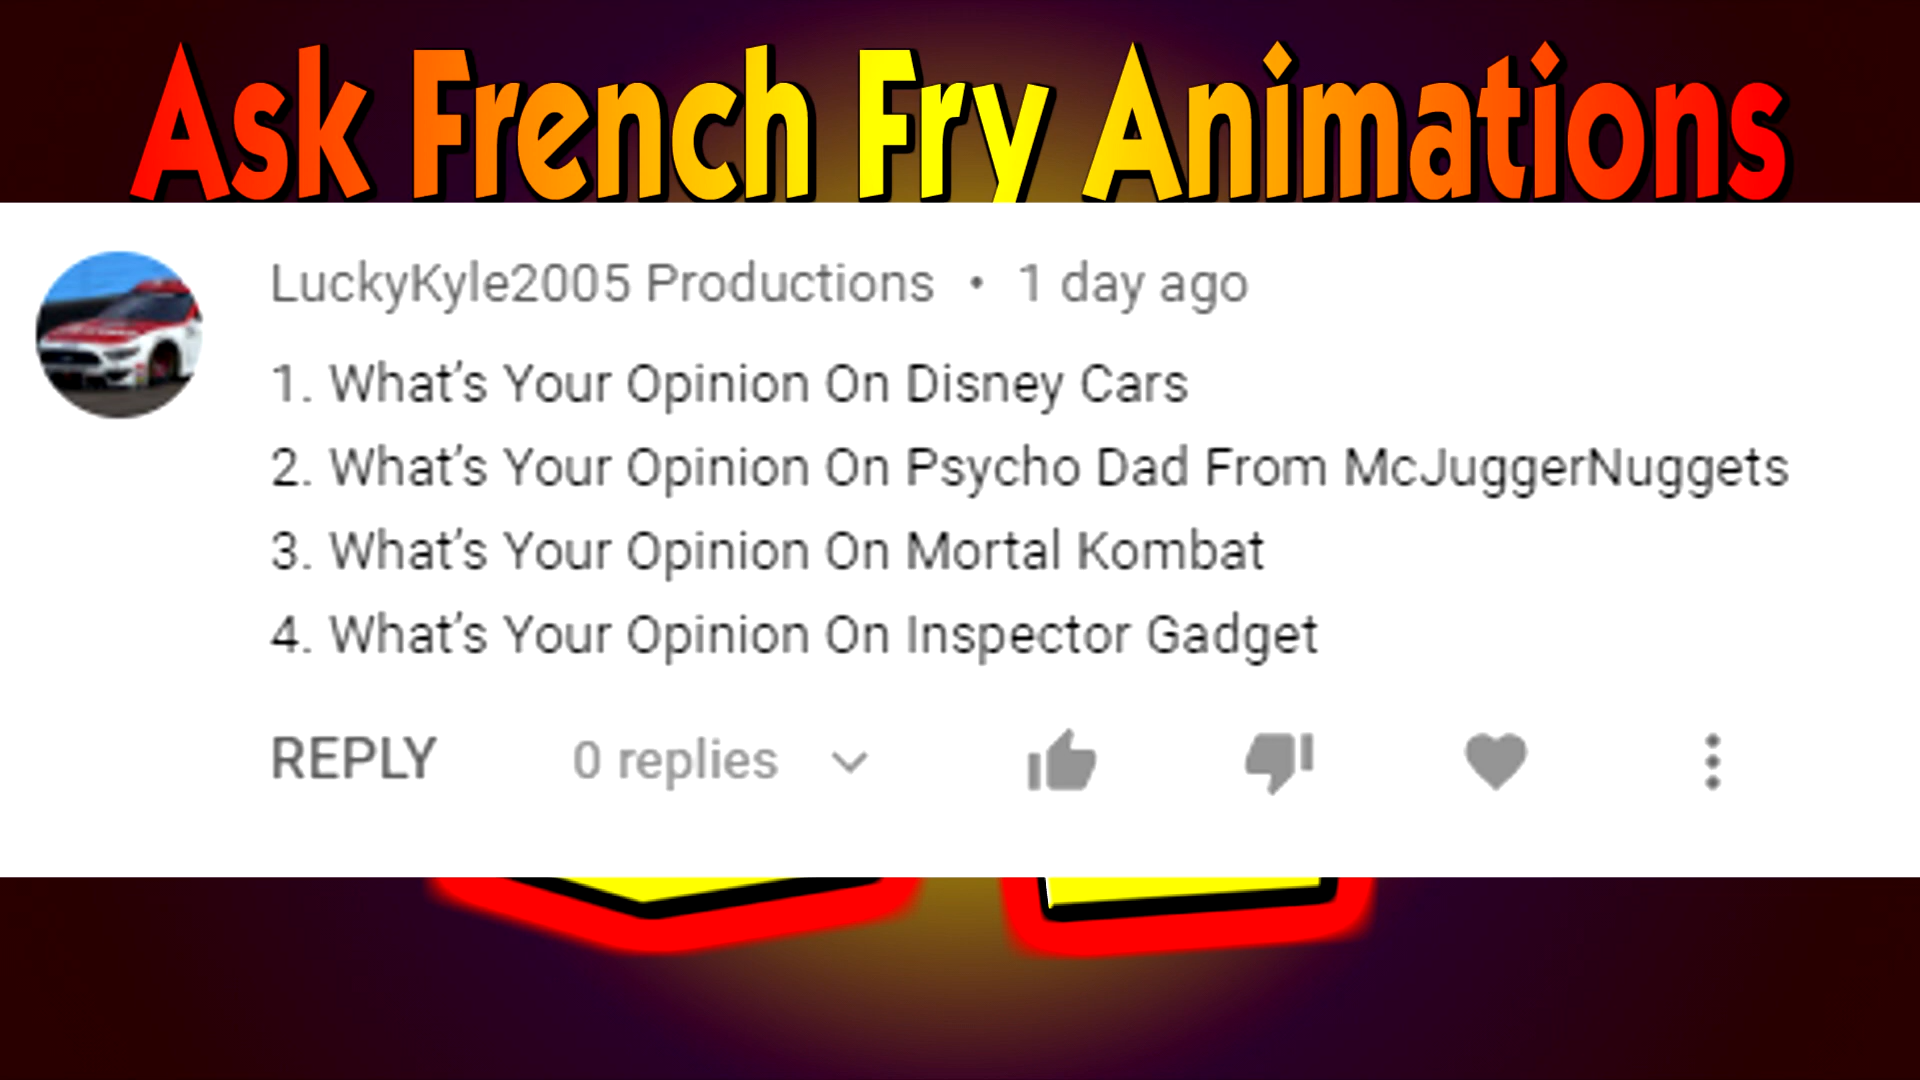 Ask French Fry Animations
LuckyKyle2005 Productions • 1 day ago
1. What's Your Opinion On Disney Cars
2. What's Your Opinion On Psycho Dad From McJuggerNuggets
3. What's Your Opinion On Mortal Kombat
4. What's Your Opinion On Inspector Gadget
REPLY 0 replies